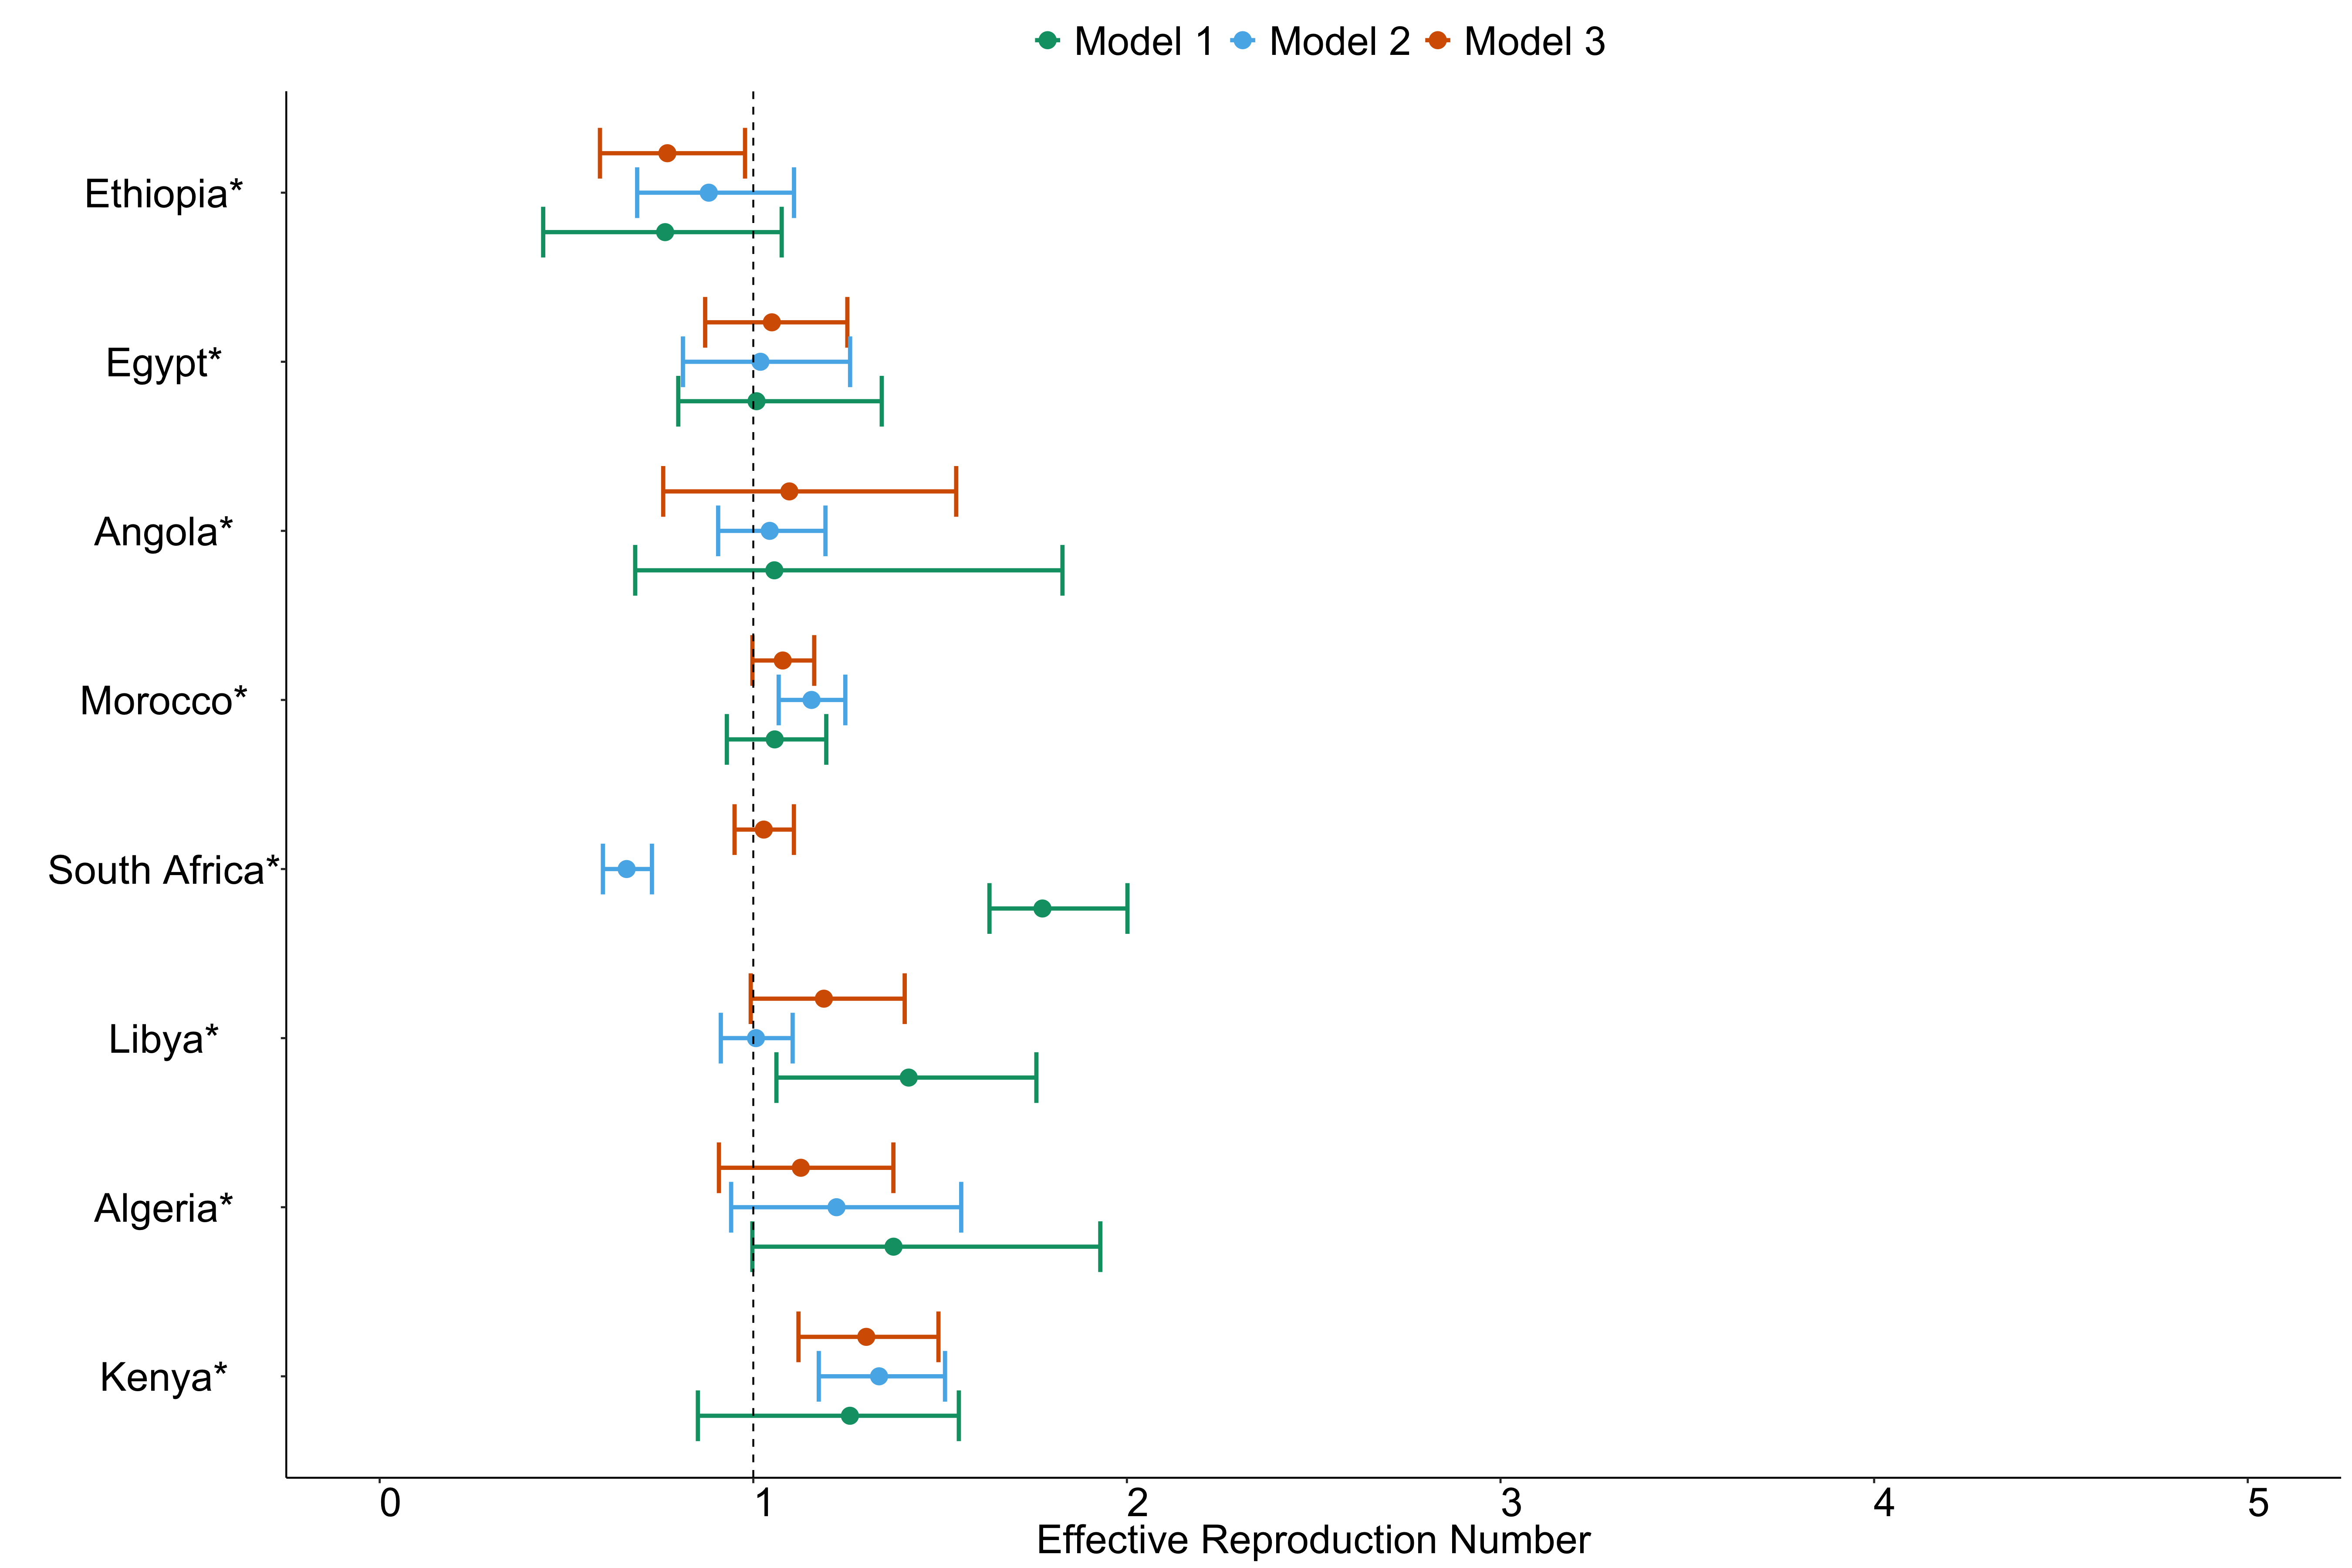 Model 1 Model 2 Model 3
Ethiopia*
Egypt*
Angola*
Morocco*
South Africa*
Libya*
Algeria*
Kenya*
0 1 2 3 4 5
Effective Reproduction Number